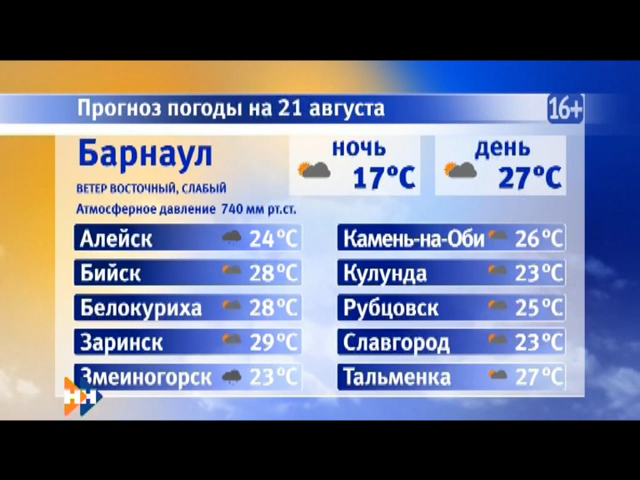 Прогноз погоды на 21 августа
16+
Барнаул
ВЕТЕР ВОСТОЧНЫЙ, СЛАБЫЙ
Атмосферное давление 740 мм рт.ст.
ночь
17°C
день
27°C
Алейск 24°C
Бийск 28°C
Белокуриха 28°C
Заринск 29°C
Змеиногорск 23°C
Камень-на-Оби 26°C
Кулунда 23°C
Рубцовск 25°C
Славгород 23°C
Тальменка 27°C
НН